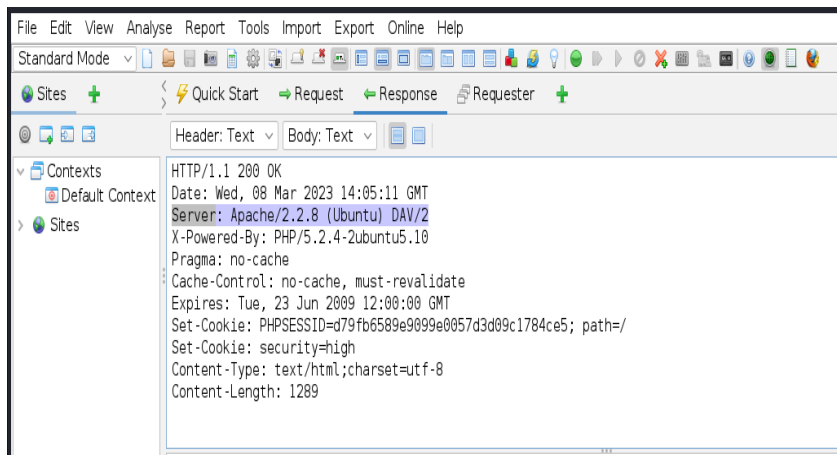 File Edit View Analyse Report Tools Import Export Online Help
Standard Mode
Sites
Quick Start Request Response Requester
Header: Text Body: Text
Contexts
Default Context
Sites
HTTP/1.1 200 OK
Date: Wed, 08 Mar 2023 14:05:11 GMT
Server: Apache/2.2.8 (Ubuntu) DAV/2
X-Powered-By: PHP/5.2.4-2ubuntu5.10
Pragma: no-cache
Cache-Control: no-cache, must-revalidate
Expires: Tue, 23 Jun 2009 12:00:00 GMT
Set-Cookie: PHPSESSID=d79fb6589e9099e0057d3d09c1784ce5; path=/
Set-Cookie: security=high
Content-Type: text/html;charset=utf-8
Content-Length: 1289